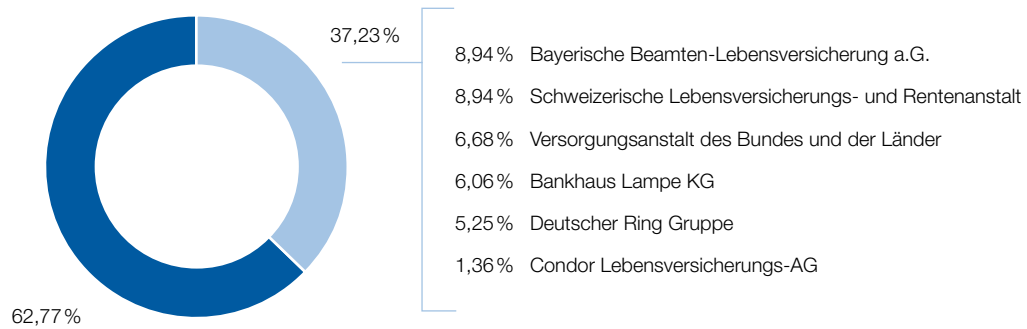 37,23 %
8,94 % Bayerische Beamten-Lebensversicherung a.G.
8,94 % Schweizerische Lebensversicherungs- und Rentenanstalt
6,68 % Versorgungsanstalt des Bundes und der Länder
6,06 % Bankhaus Lampe KG
5,25 % Deutscher Ring Gruppe
1,36 % Condor Lebensversicherungs-AG
62,77 %